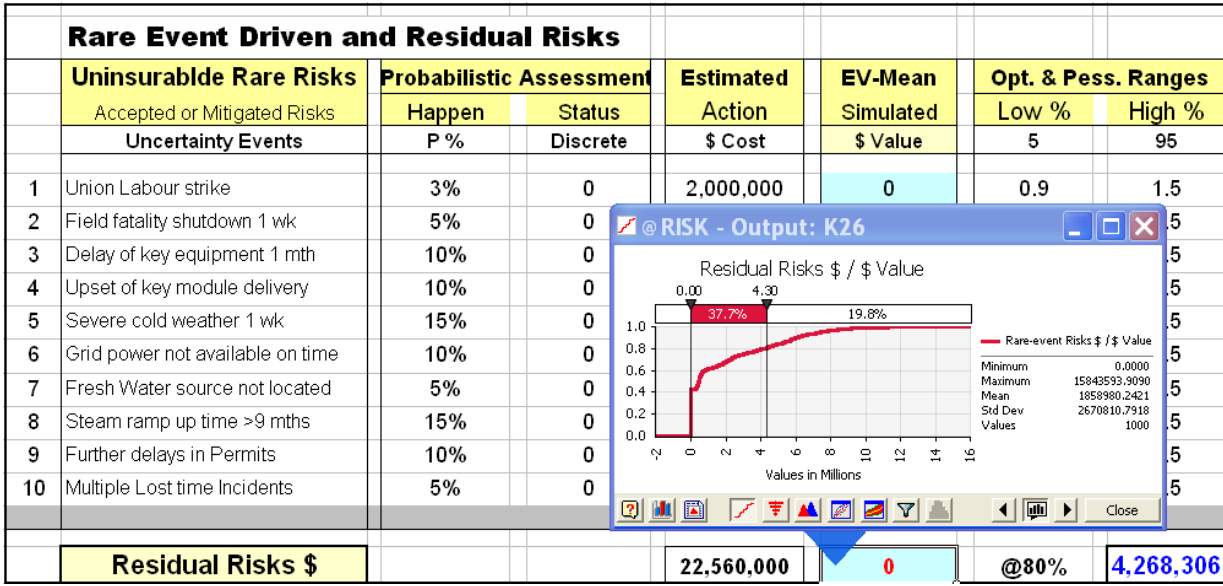 Rare Event Driven and Residual Risks
Uninsurablde Rare Risks Probabilistic Assessment Estimated EV-Mean Opt. & Pess. Ranges
Accepted or Mitigated Risks Happen Status Action Simulated Low % High %
Uncertainty Events P % Discrete $ Cost $ Value 5 95
1 Union Labour strike 3% 0 2,000,000 0 0.9 1.5
2 Field fatality shutdown 1 wk 5% 0 .5
3 Delay of key equipment 1 mth 10% 0 .5
4 Upset of key module delivery 10% 0 .5
5 Severe cold weather 1 wk 15% 0 .5
6 Grid power not available on time 10% 0 .5
7 Fresh Water source not located 5% 0 .5
8 Steam ramp up time >9 mths 15% 0 .5
9 Further delays in Permits 10% 0 .5
10 Multiple Lost time Incidents 5% 0 .5
@RISK - Output: K26
Residual Risks $ / $ Value
0.00 4.30
37.7% 19.8%
1.0
0.8
0.6
0.4
0.2
0.0
-2 0 2 4 6 8 10 12 14 16
Values in Millions
Rare-event Risks $ / $ Value
Minimum 0.0000
Maximum 15843593.9090
Mean 1858980.2421
Std Dev 2670810.7918
Values 1000
Close
Residual Risks $ 22,560,000 0 @80% 4,268,306